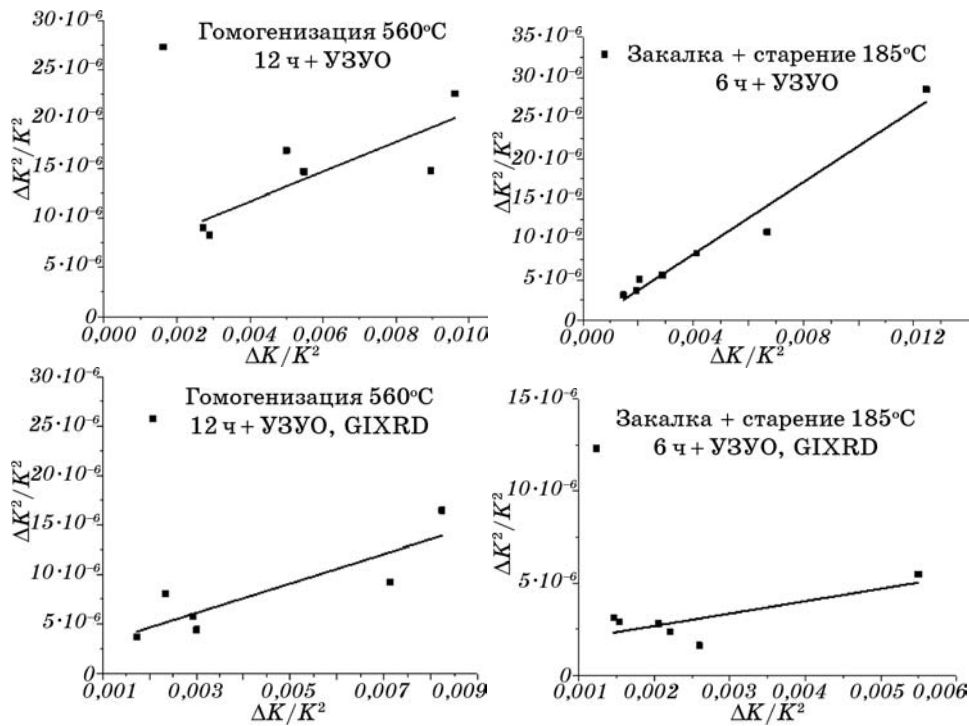 Гомогенизация 560°C
12 ч + УЗУО
ΔK²/K²
30·10⁻⁶
25·10⁻⁶
20·10⁻⁶
15·10⁻⁶
10·10⁻⁶
5·10⁻⁶
0
0,000 0,002 0,004 0,006 0,008 0,010
ΔK/K²
Закалка + старение 185°C
6 ч + УЗУО
ΔK²/K²
35·10⁻⁶
30·10⁻⁶
25·10⁻⁶
20·10⁻⁶
15·10⁻⁶
10·10⁻⁶
5·10⁻⁶
0
0,000 0,004 0,008 0,012
ΔK/K²
Гомогенизация 560°C
12 ч + УЗУО, GIXRD
ΔK²/K²
30·10⁻⁶
25·10⁻⁶
20·10⁻⁶
15·10⁻⁶
10·10⁻⁶
5·10⁻⁶
0
0,001 0,003 0,005 0,007 0,009
ΔK/K²
Закалка + старение 185°C
6 ч + УЗУО, GIXRD
ΔK²/K²
15·10⁻⁶
10·10⁻⁶
5·10⁻⁶
0
0,001 0,002 0,003 0,004 0,005 0,006
ΔK/K²